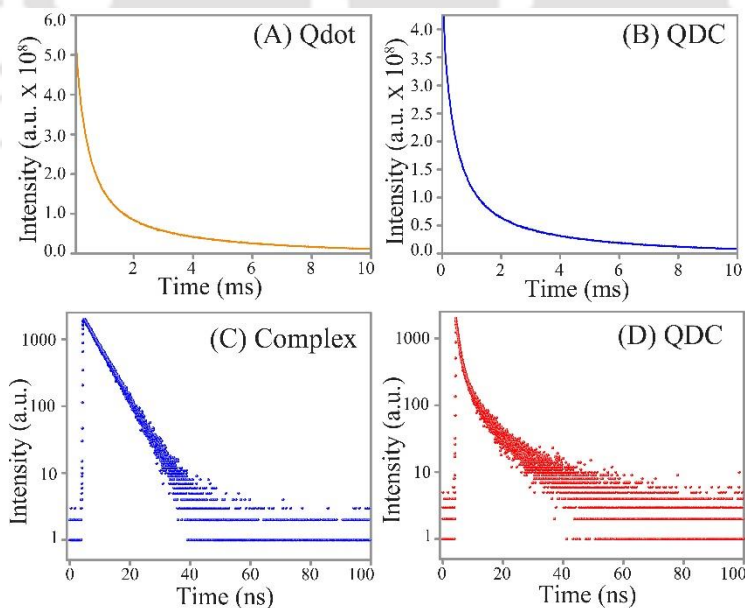 (A) Qdot
Intensity (a.u. x 10⁸)
6.0
5.0
4.0
3.0
2.0
1.0
0.0
2 4 6 8 10
Time (ms)
(B) QDC
Intensity (a.u. x 10⁸)
4.0
3.5
3.0
2.5
2.0
1.5
1.0
0.5
0.0
0 2 4 6 8 10
Time (ms)
(C) Complex
Intensity (a.u.)
1000
100
10
1
0 20 40 60 80 100
Time (ns)
(D) QDC
Intensity (a.u.)
1000
100
10
1
0 20 40 60 80 100
Time (ns)